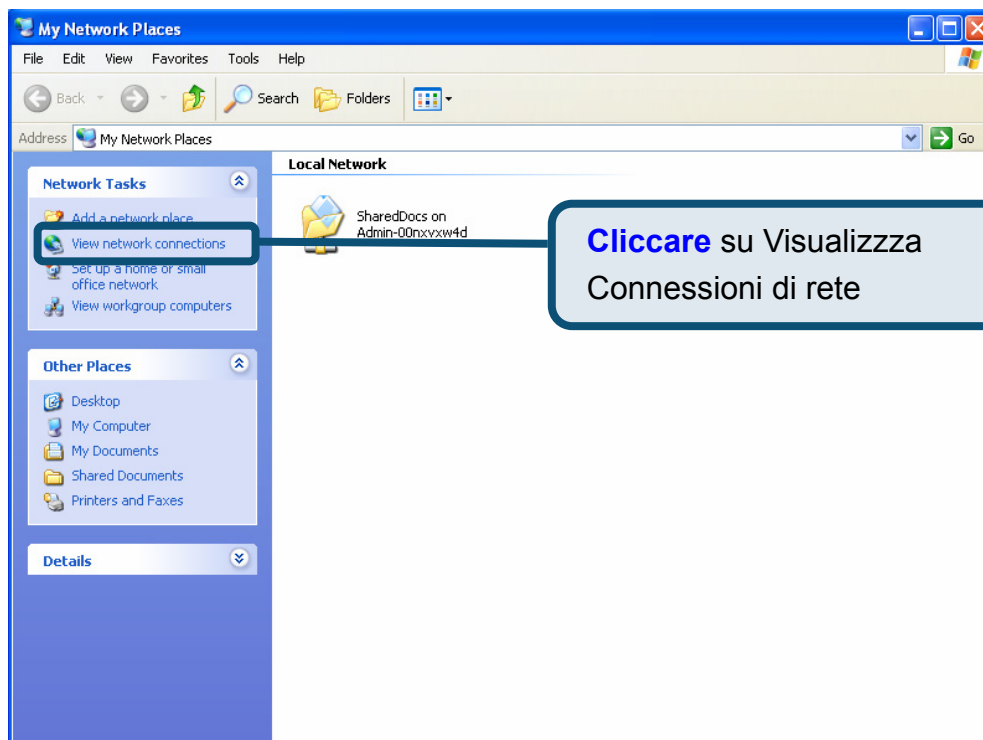 My Network Places
File Edit View Favorites Tools Help
Back Search Folders
Address My Network Places Go
Network Tasks
Add a network place
View network connections
Set up a home or small
office network
View workgroup computers
Other Places
Desktop
My Computer
My Documents
Shared Documents
Printers and Faxes
Details
Local Network
SharedDocs on
Admin-00nxvxw4d
Cliccare su Visualizzza
Connessioni di rete